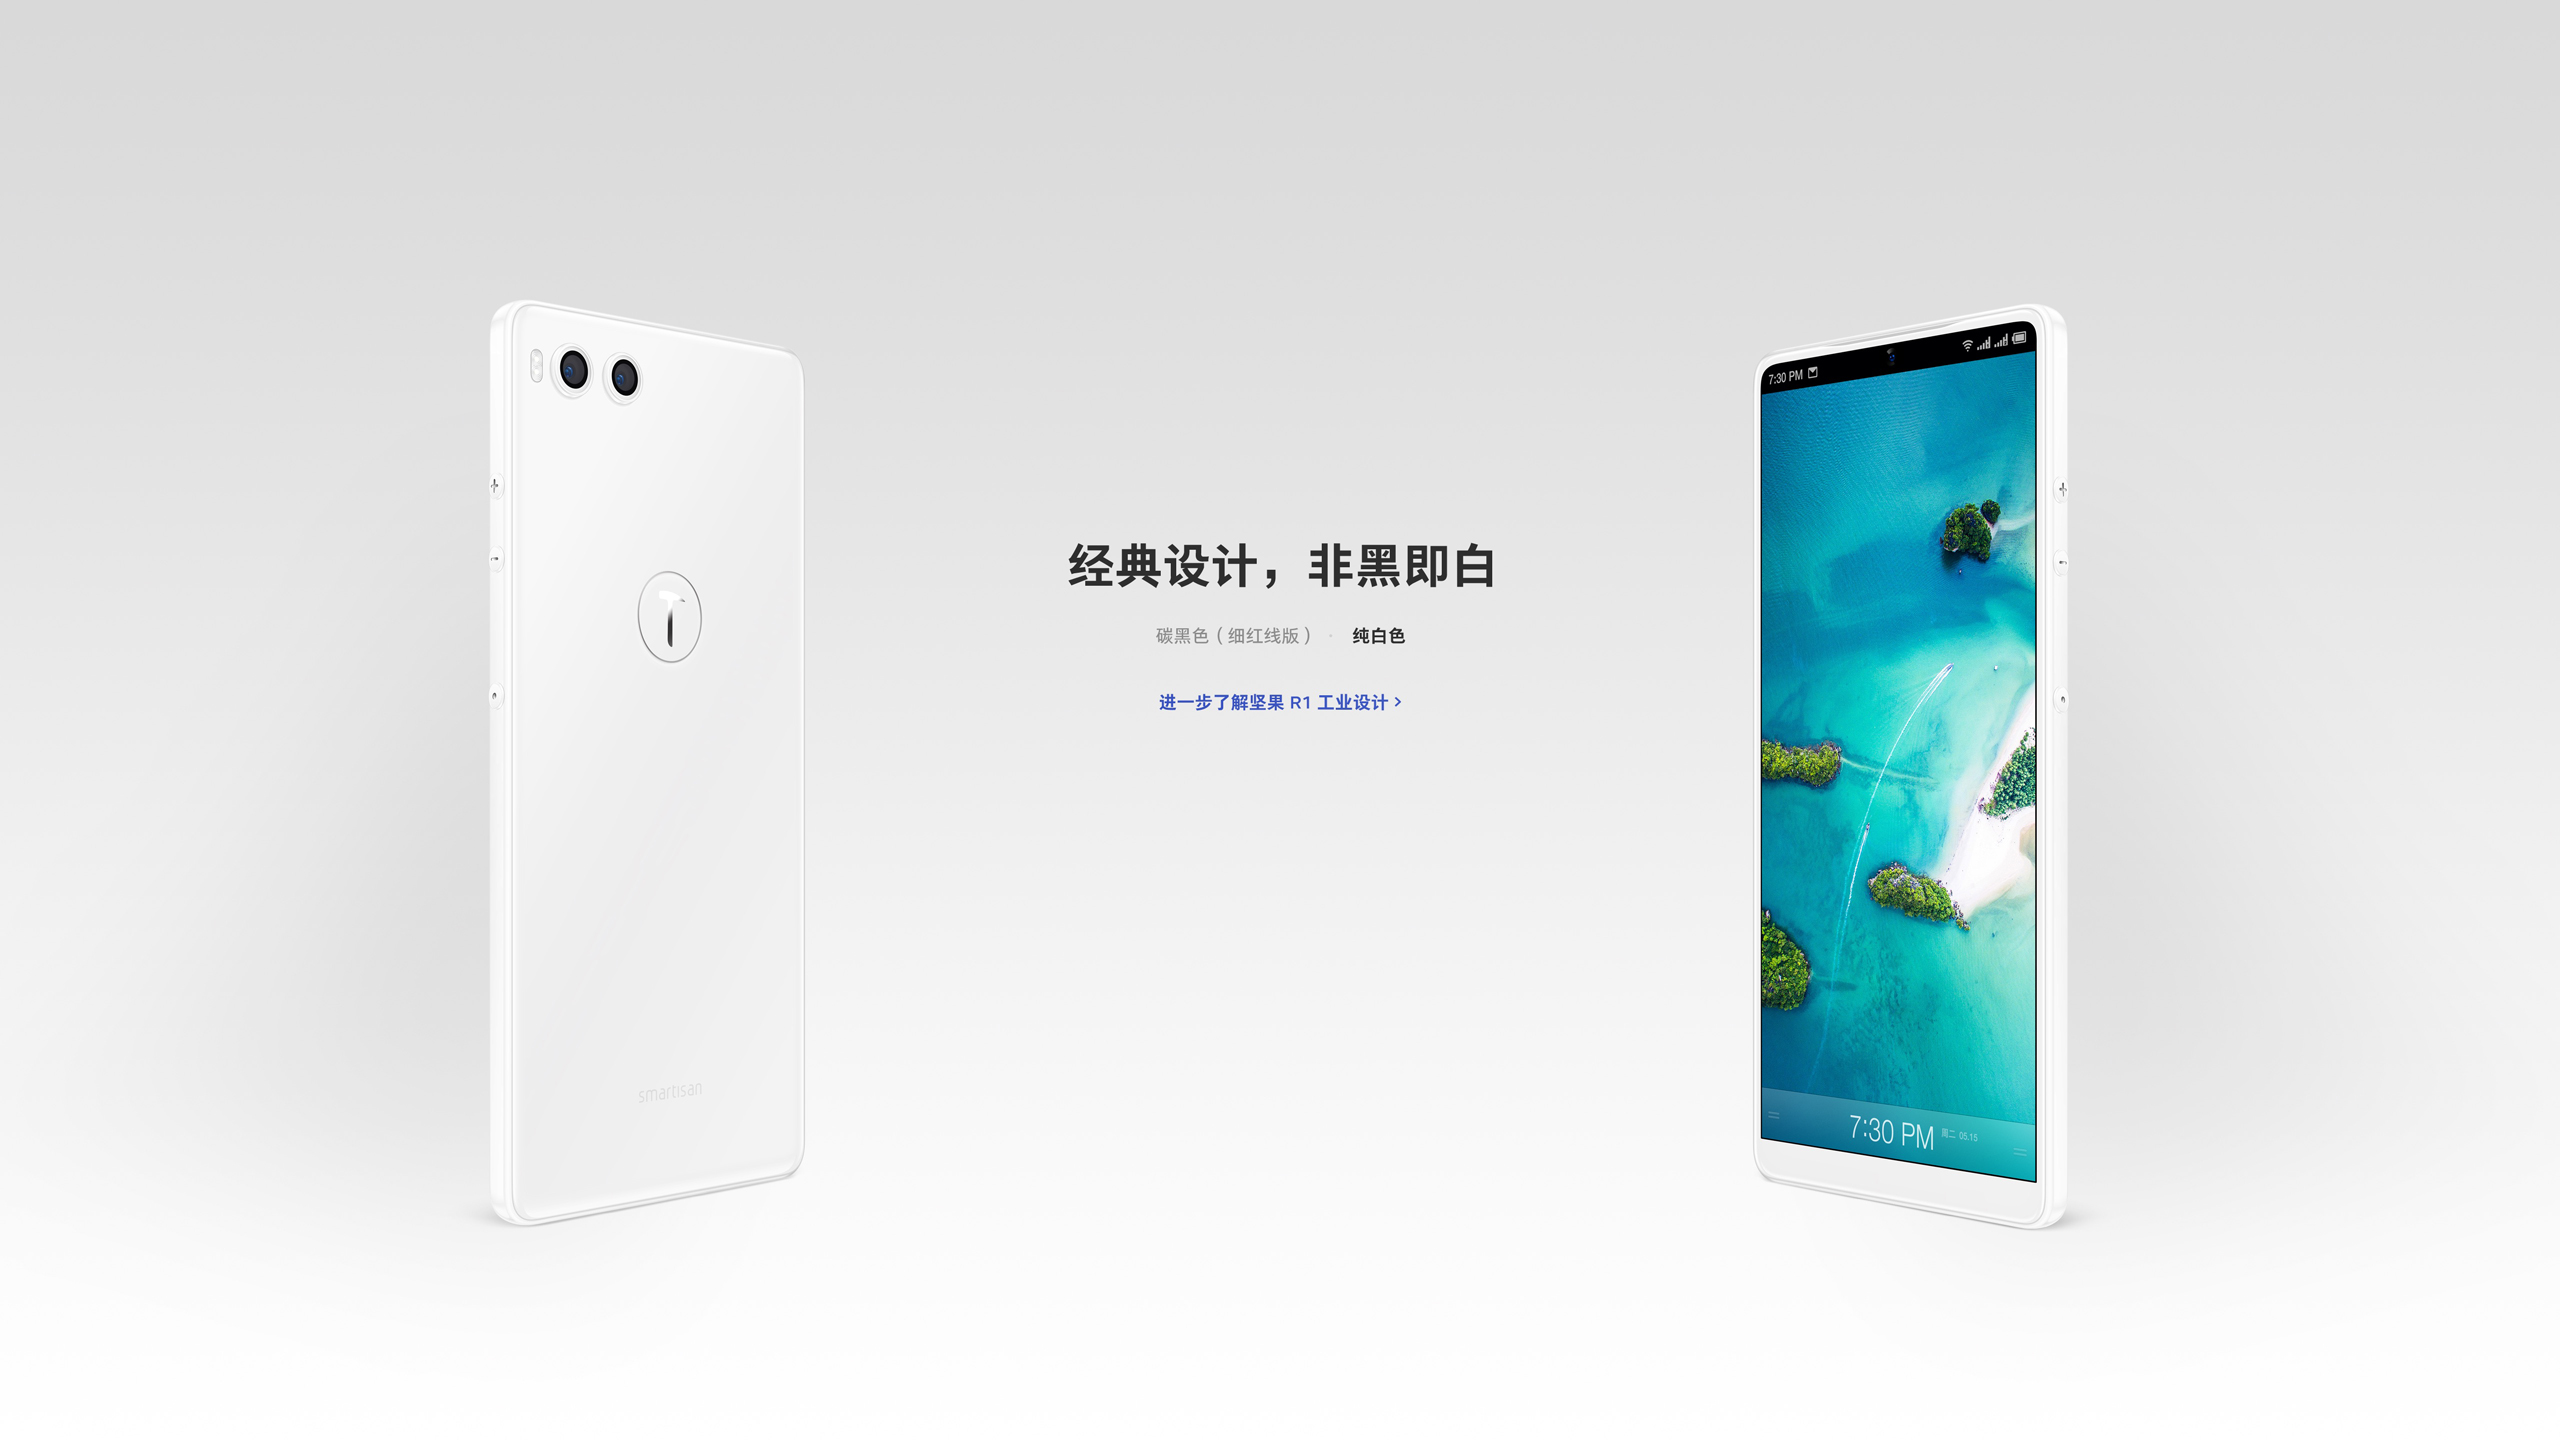 经典设计，非黑即白
碳黑色（细红线版） · 纯白色
进一步了解坚果 R1 工业设计 >
smartisan
7:30 PM
7:30 PM 周二 05.15